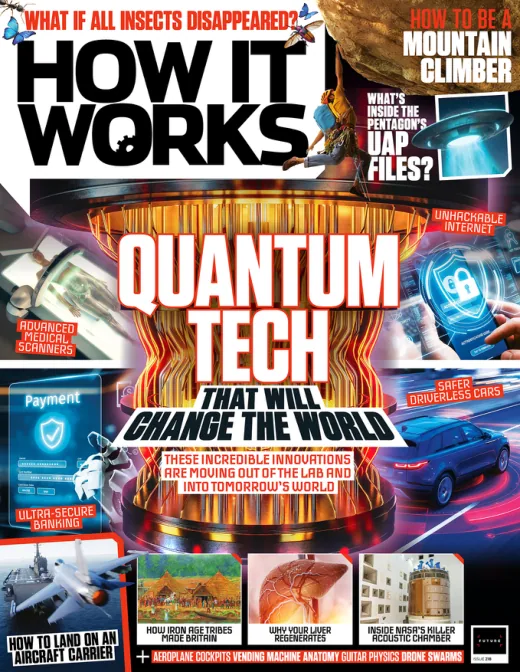 WHAT IF ALL INSECTS DISAPPEARED?
HOW IT
WORKS
HOW TO BE A
MOUNTAIN
CLIMBER
WHAT'S
INSIDE THE
PENTAGON'S
UAP
FILES?
UNHACKABLE
INTERNET
QUANTUM
TECH
THAT WILL
CHANGE THE WORLD
THESE INCREDIBLE INNOVATIONS
ARE MOVING OUT OF THE LAB AND
INTO TOMORROW'S WORLD
ADVANCED
MEDICAL
SCANNERS
SAFER
DRIVERLESS CARS
Payment
ULTRA-SECURE
BANKING
HOW TO LAND ON AN
AIRCRAFT CARRIER
HOW IRON AGE TRIBES
MADE BRITAIN
WHY YOUR LIVER
REGENERATES
INSIDE NASA'S KILLER
ACOUSTIC CHAMBER
FUTURE
+ AEROPLANE COCKPITS VENDING MACHINE ANATOMY GUITAR PHYSICS DRONE SWARMS